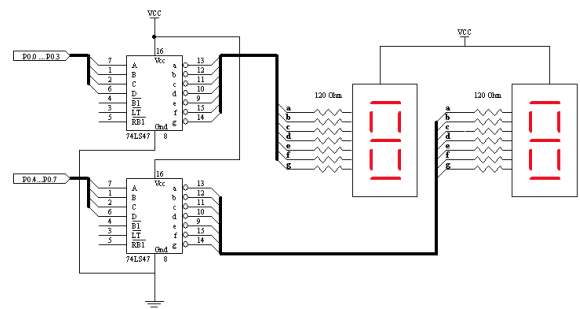 VCC
P0.0 ....P0.3
16
Vcc
7 A a 13
1 B b 12
2 C c 11
6 D d 10
4 BI e 9
3 LT f 15
5 RBI g 14
Gnd
74LS47 8
VCC
120 Ohm
a
b
c
d
e
f
g
120 Ohm
a
b
c
d
e
f
g
P0.4....P0.7
16
Vcc
7 A a 13
1 B b 12
2 C c 11
6 D d 10
4 BI e 9
3 LT f 15
5 RBI g 14
Gnd
74LS47 8